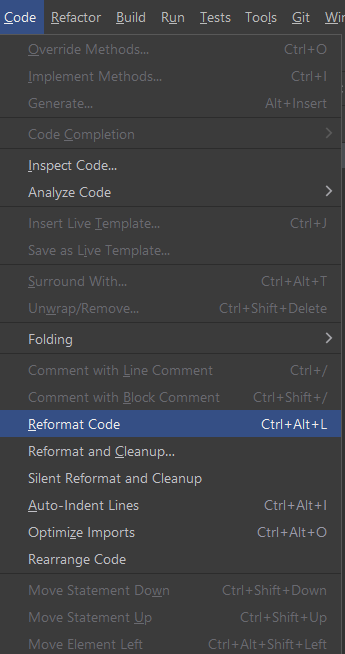 Code Refactor Build Run Tests Tools Git Win
Override Methods... Ctrl+O
Implement Methods... Ctrl+I
Generate... Alt+Insert
Code Completion
Inspect Code...
Analyze Code
Insert Live Template... Ctrl+J
Save as Live Template...
Surround With... Ctrl+Alt+T
Unwrap/Remove... Ctrl+Shift+Delete
Folding
Comment with Line Comment Ctrl+/
Comment with Block Comment Ctrl+Shift+/
Reformat Code Ctrl+Alt+L
Reformat and Cleanup...
Silent Reformat and Cleanup
Auto-Indent Lines Ctrl+Alt+I
Optimize Imports Ctrl+Alt+O
Rearrange Code
Move Statement Down Ctrl+Shift+Down
Move Statement Up Ctrl+Shift+Up
Move Element Left Ctrl+Alt+Shift+Left